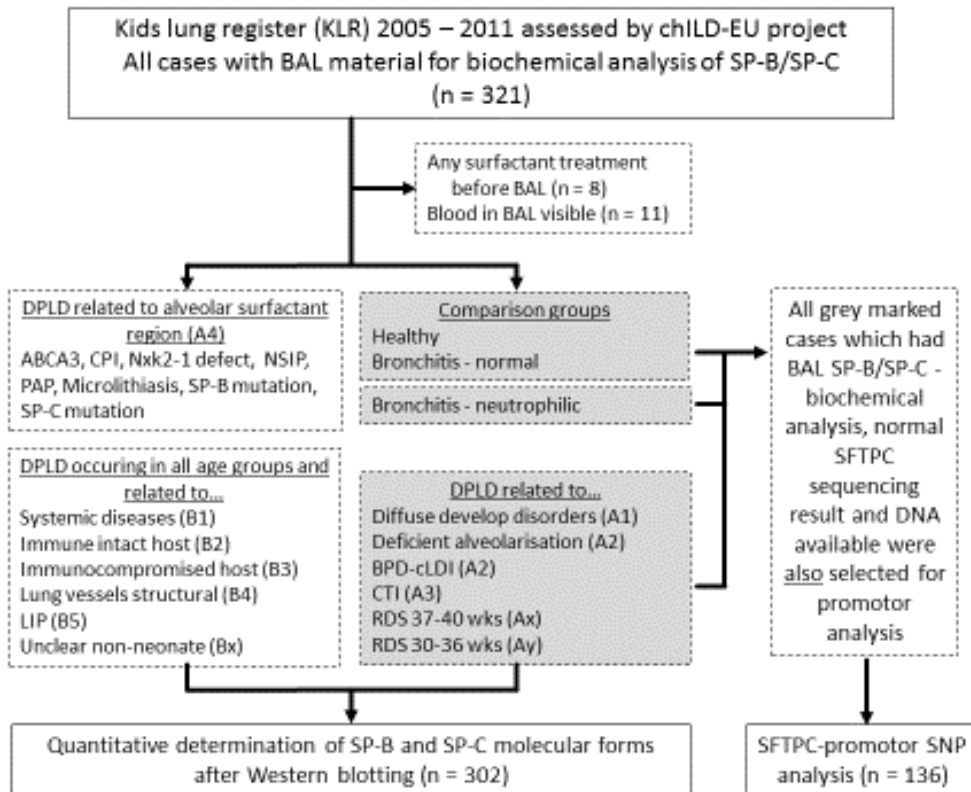 Kids lung register (KLR) 2005 – 2011 assessed by chILD-EU project
All cases with BAL material for biochemical analysis of SP-B/SP-C
(n = 321)
Any surfactant treatment
before BAL (n = 8)
Blood in BAL visible (n = 11)
DPLD related to alveolar surfactant
region (A4)
ABCA3, CPI, Nxk2-1 defect, NSIP,
PAP, Microlithiasis, SP-B mutation,
SP-C mutation
Comparison groups
Healthy
Bronchitis - normal
Bronchitis - neutrophilic
DPLD occuring in all age groups and
related to...
Systemic diseases (B1)
Immune intact host (B2)
Immunocompromised host (B3)
Lung vessels structural (B4)
LIP (B5)
Unclear non-neonate (Bx)
DPLD related to...
Diffuse develop disorders (A1)
Deficient alveolarisation (A2)
BPD-cLDI (A2)
CTI (A3)
RDS 37-40 wks (Ax)
RDS 30-36 wks (Ay)
All grey marked
cases which had
BAL SP-B/SP-C -
biochemical
analysis, normal
SFTPC
sequencing
result and DNA
available were
also selected for
promotor
analysis
Quantitative determination of SP-B and SP-C molecular forms
after Western blotting (n = 302)
SFTPC-promotor SNP
analysis (n = 136)